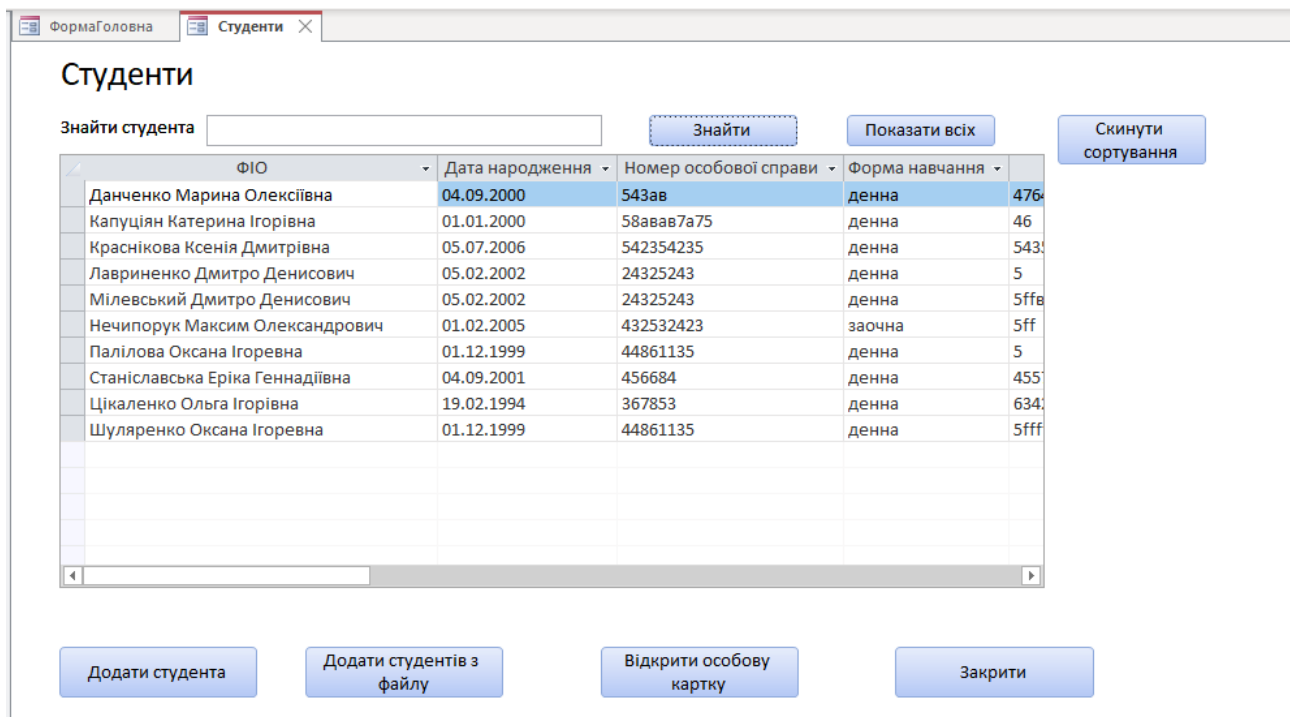 ФормаГоловна Студенти
Студенти
Знайти студента Знайти Показати всіх Скинути
сортування
ФІО Дата народження Номер особової справи Форма навчання
Данченко Марина Олексіївна 04.09.2000 543ав денна
Капуціян Катерина Ігорівна 01.01.2000 58авав7а75 денна 46
Краснікова Ксенія Дмитрівна 05.07.2006 542354235 денна
Лавриненко Дмитро Денисович 05.02.2002 24325243 денна 5
Мілевський Дмитро Денисович 05.02.2002 24325243 денна
Нечипорук Максим Олександрович 01.02.2005 432532423 заочна 5ff
Палілова Оксана Ігоревна 01.12.1999 44861135 денна 5
Станіславська Еріка Геннадіївна 04.09.2001 456684 денна
Цікаленко Ольга Ігорівна 19.02.1994 367853 денна
Шуляренко Оксана Ігоревна 01.12.1999 44861135 денна 5fff
Додати студента Додати студентів з
файлу Відкрити особову
картку Закрити